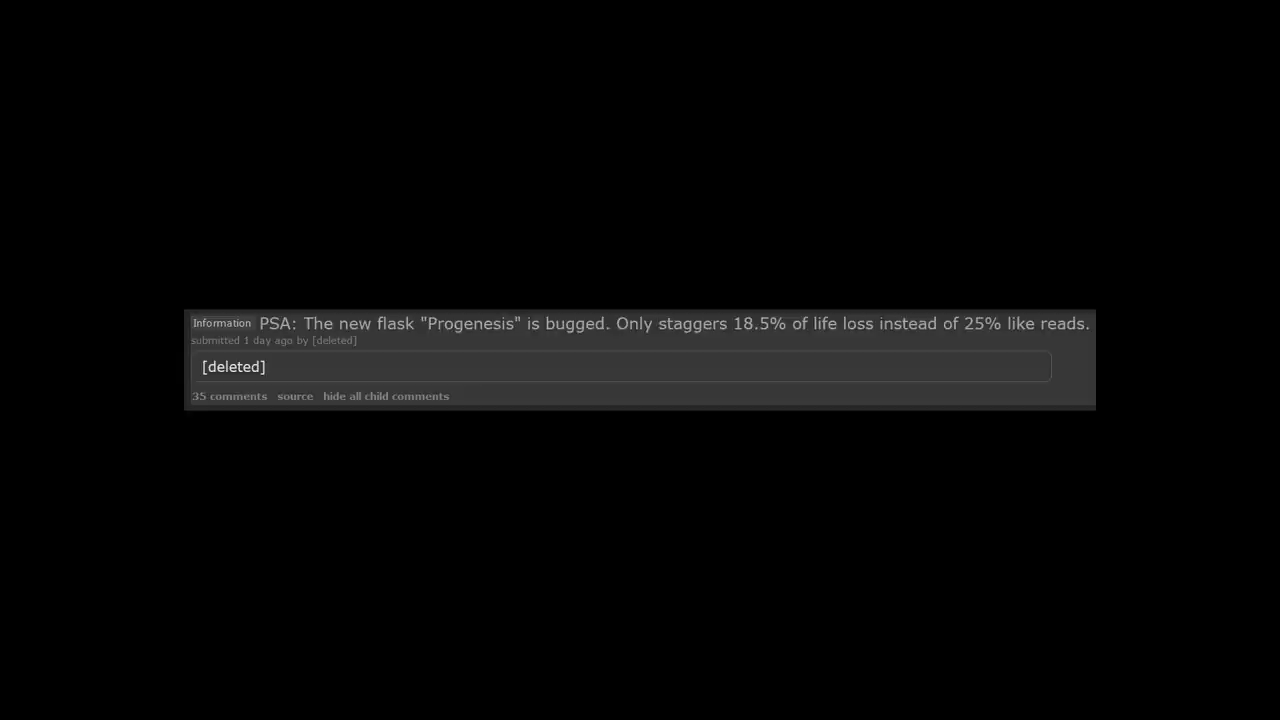 Information PSA: The new flask "Progenesis" is bugged. Only staggers 18.5% of life loss instead of 25% like reads.
submitted 1 day ago by [deleted]
[deleted]
35 comments source hide all child comments